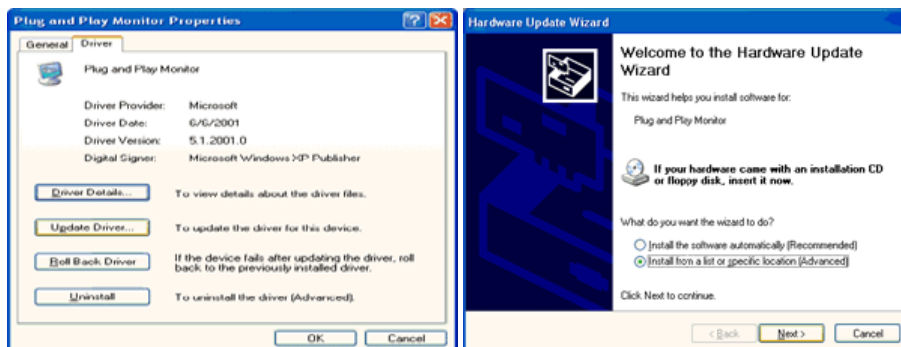 Plug and Play Monitor Properties
General Driver
Plug and Play Monitor
Driver Provider: Microsoft
Driver Date: 6/6/2001
Driver Version: 5.1.2001.0
Digital Signer: Microsoft Windows XP Publisher
Driver Details... To view details about the driver files.
Update Driver... To update the driver for this device.
Roll Back Driver If the device fails after updating the driver, roll
back to the previously installed driver.
Uninstall To uninstall the driver (Advanced).
OK Cancel
Hardware Update Wizard
Welcome to the Hardware Update
Wizard
This wizard helps you install software for:
Plug and Play Monitor
If your hardware came with an installation CD
or floppy disk, insert it now.
What do you want the wizard to do?
Install the software automatically (Recommended)
Install from a list or specific location (Advanced)
Click Next to continue.
< Back Next > Cancel